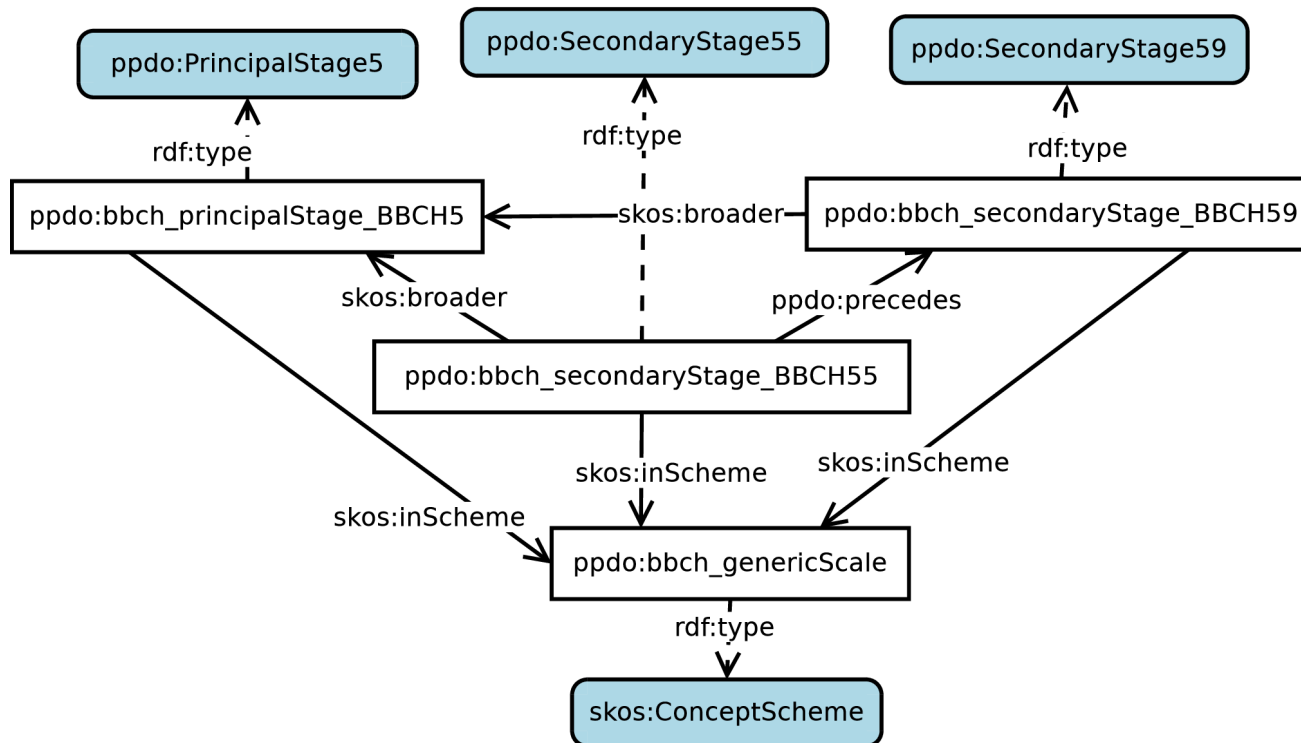 ppdo:PrincipalStage5
ppdo:SecondaryStage55
ppdo:SecondaryStage59
rdf:type
rdf:type
rdf:type
ppdo:bbch_principalStage_BBCH5
skos:broader
ppdo:bbch_secondaryStage_BBCH59
skos:broader
ppdo:precedes
ppdo:bbch_secondaryStage_BBCH55
skos:inScheme
skos:inScheme
skos:inScheme
ppdo:bbch_genericScale
rdf:type
skos:ConceptScheme